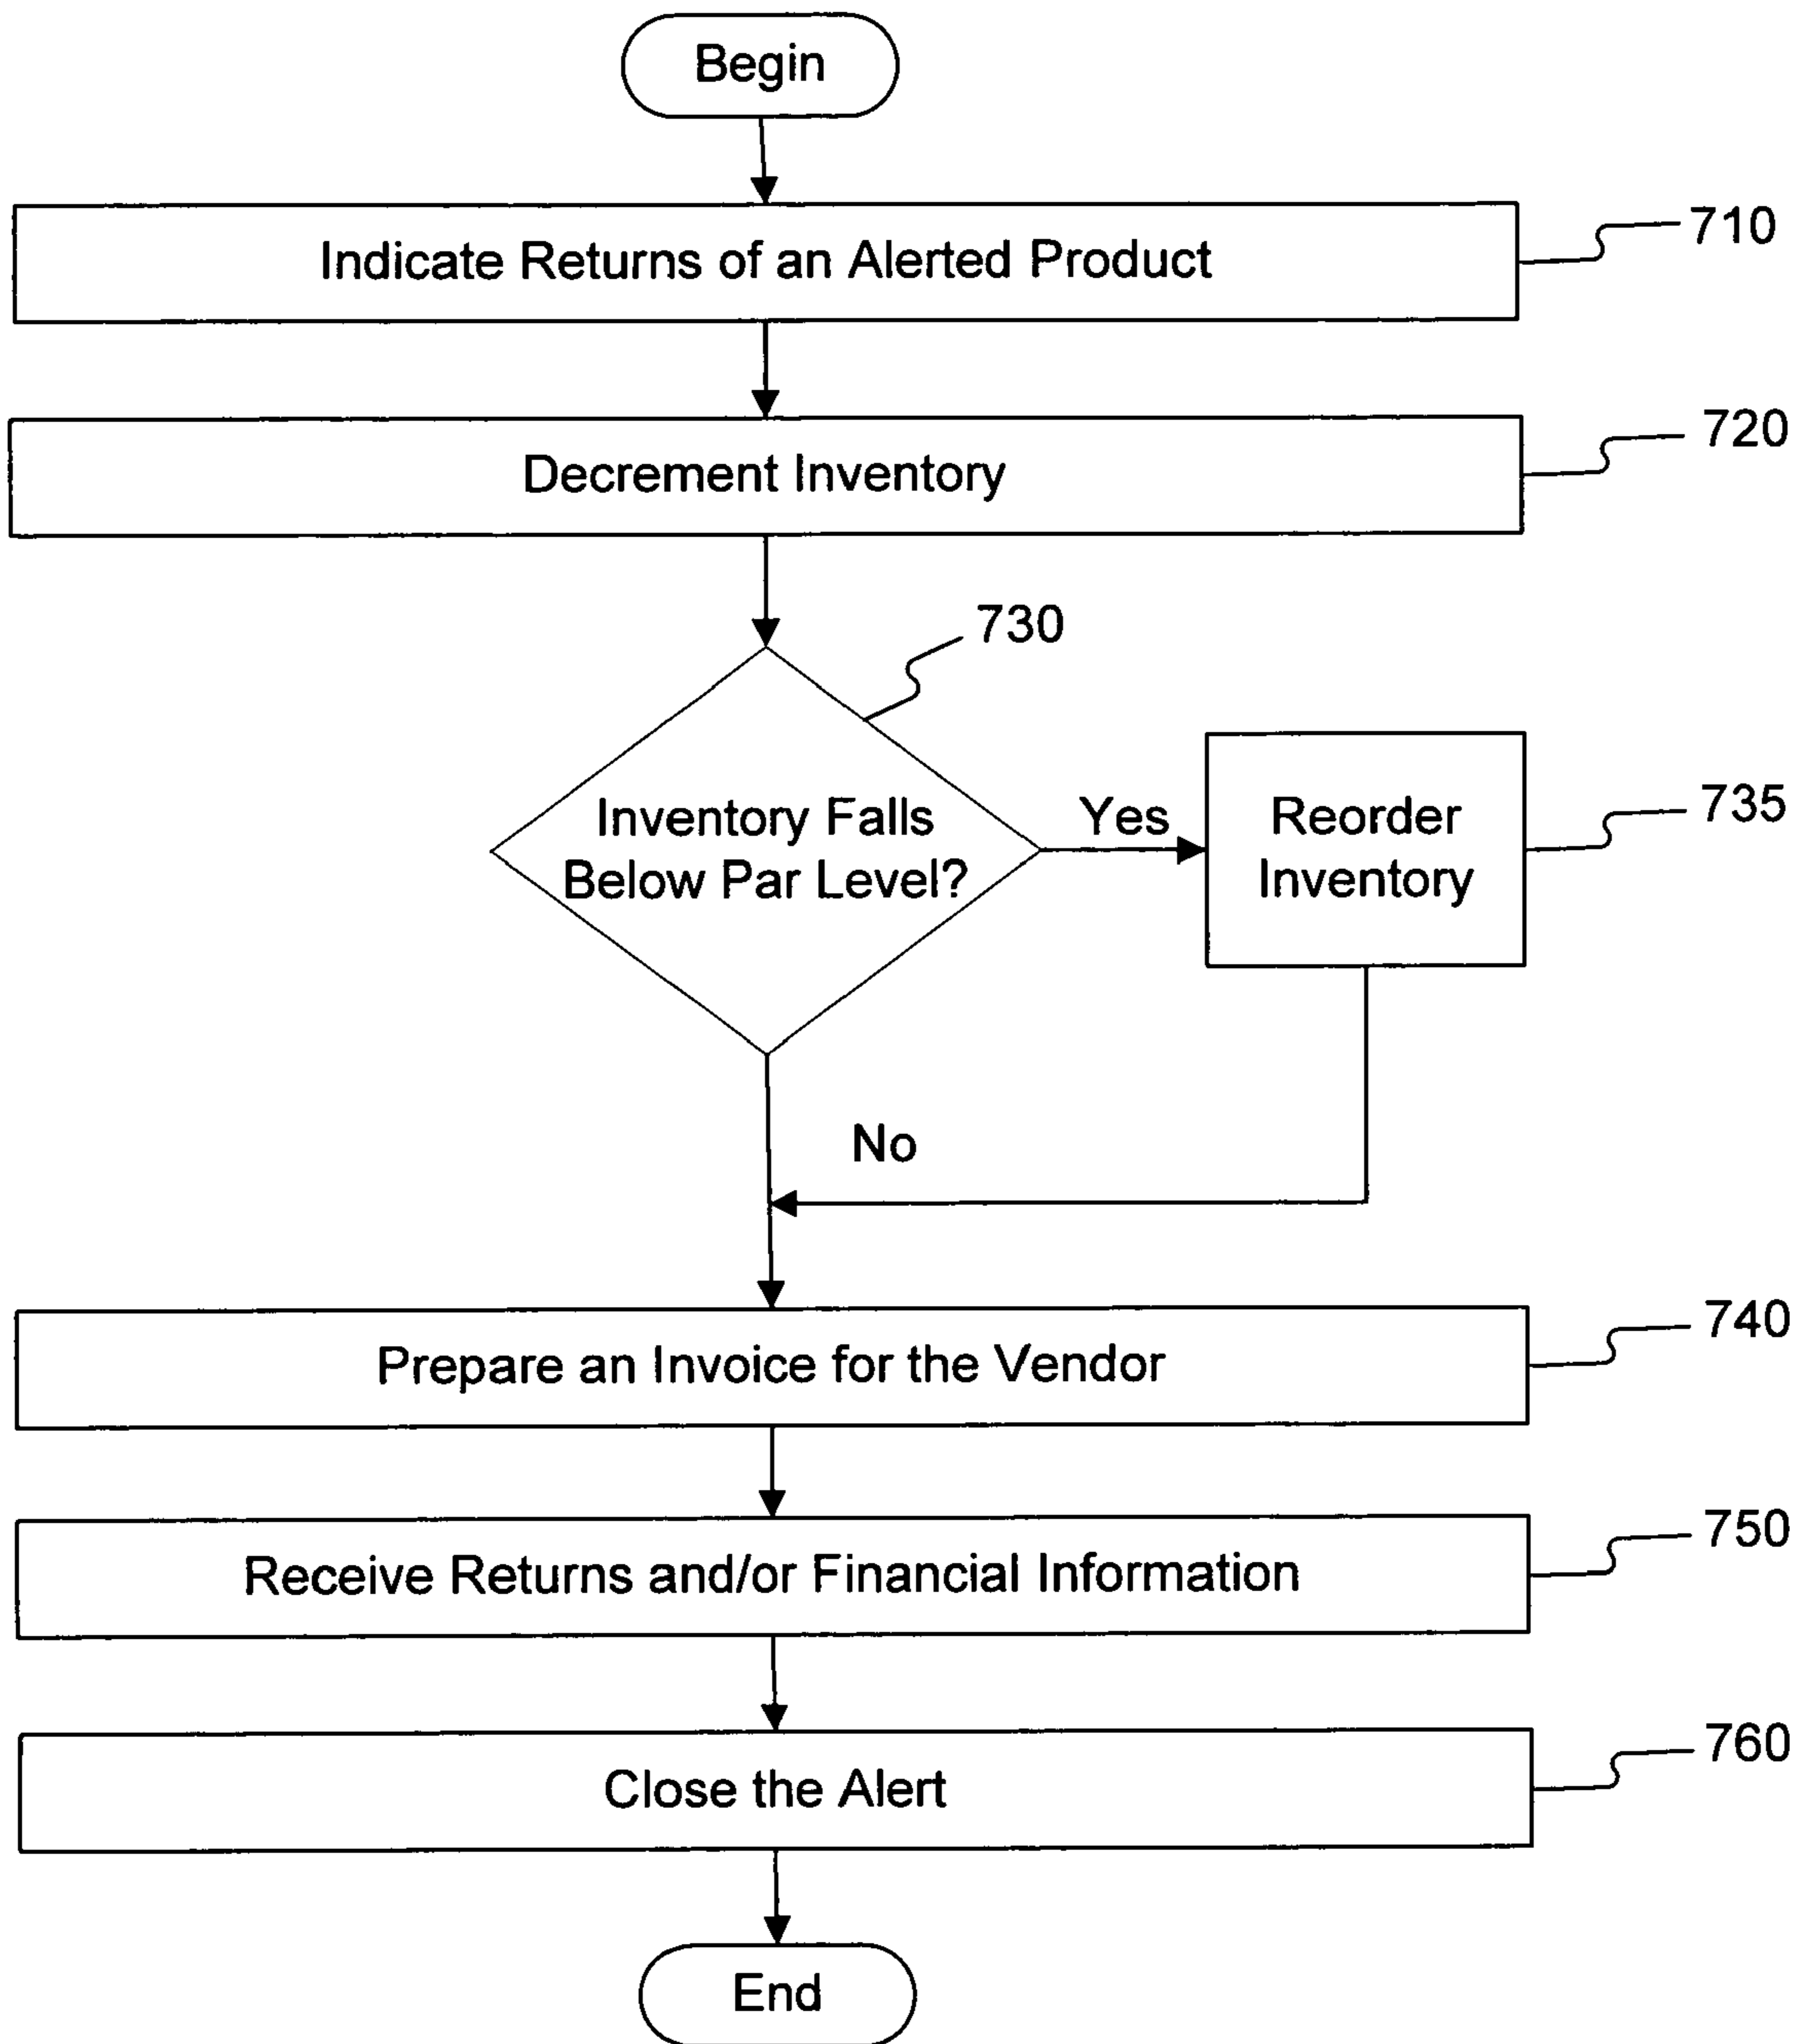 Begin
Indicate Returns of an Alerted Product
710
Decrement Inventory
720
730
Inventory Falls
Below Par Level?
Yes
Reorder
Inventory
735
No
Prepare an Invoice for the Vendor
740
Receive Returns and/or Financial Information
750
Close the Alert
760
End